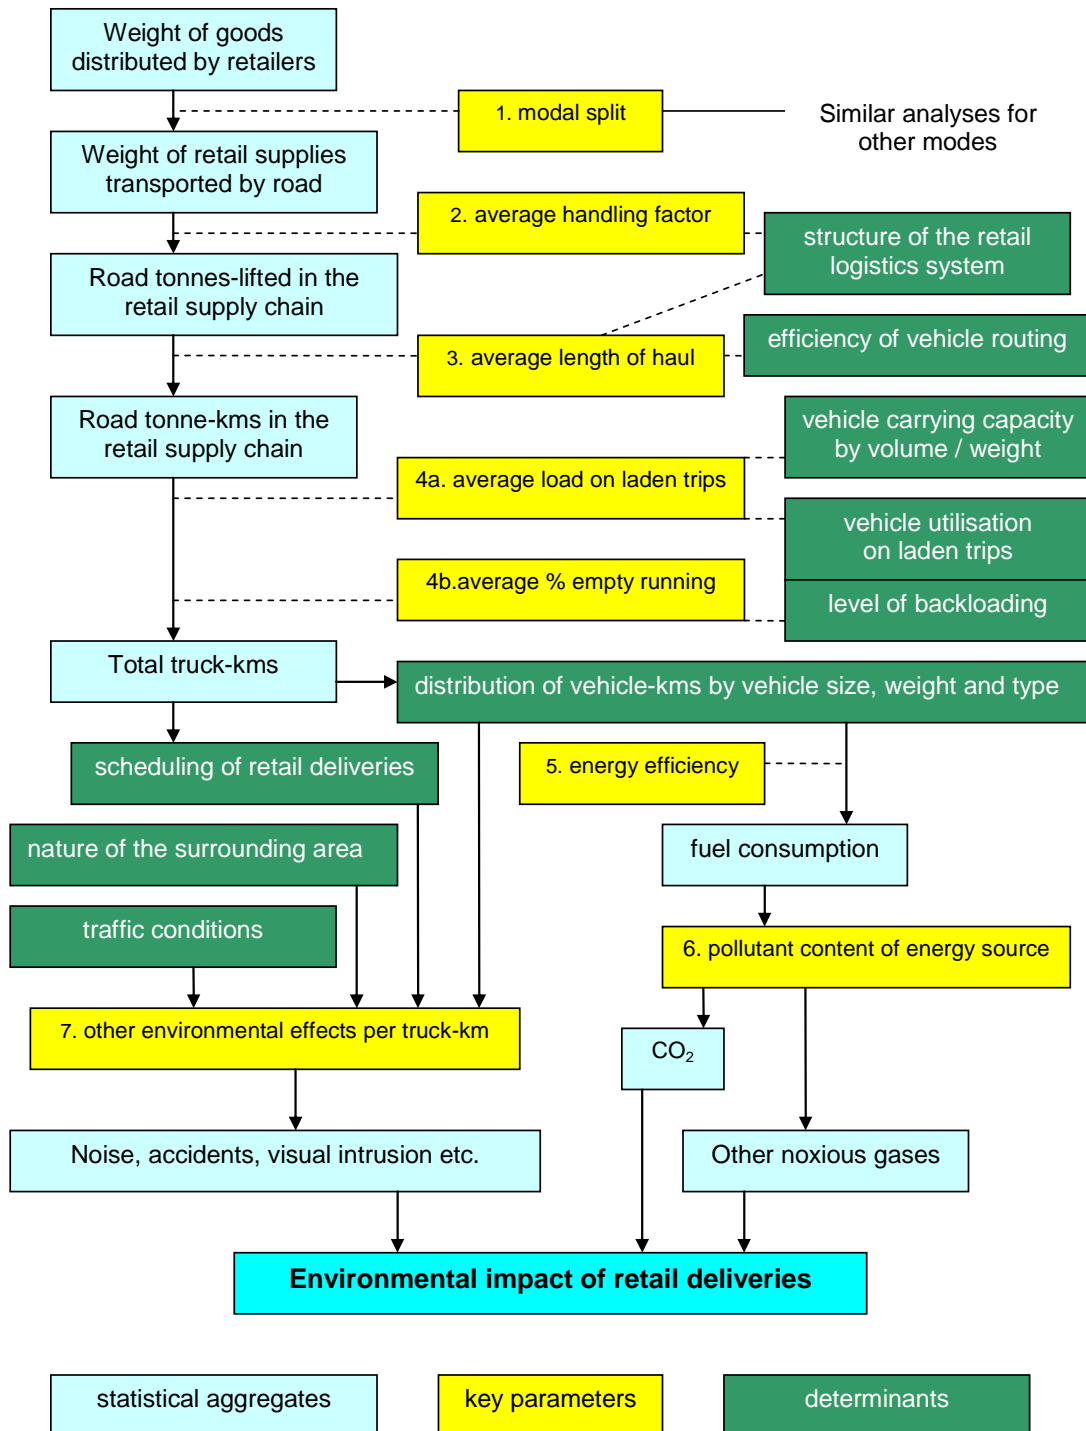 Weight of goods
distributed by retailers
1. modal split
Similar analyses for
other modes
Weight of retail supplies
transported by road
2. average handling factor
structure of the retail
logistics system
Road tonnes-lifted in the
retail supply chain
3. average length of haul
efficiency of vehicle routing
Road tonne-kms in the
retail supply chain
vehicle carrying capacity
by volume / weight
4a. average load on laden trips
vehicle utilisation
on laden trips
4b.average % empty running
level of backloading
Total truck-kms
distribution of vehicle-kms by vehicle size, weight and type
scheduling of retail deliveries
5. energy efficiency
nature of the surrounding area
fuel consumption
traffic conditions
6. pollutant content of energy source
7. other environmental effects per truck-km
CO₂
Noise, accidents, visual intrusion etc.
Other noxious gases
Environmental impact of retail deliveries
statistical aggregates
key parameters
determinants